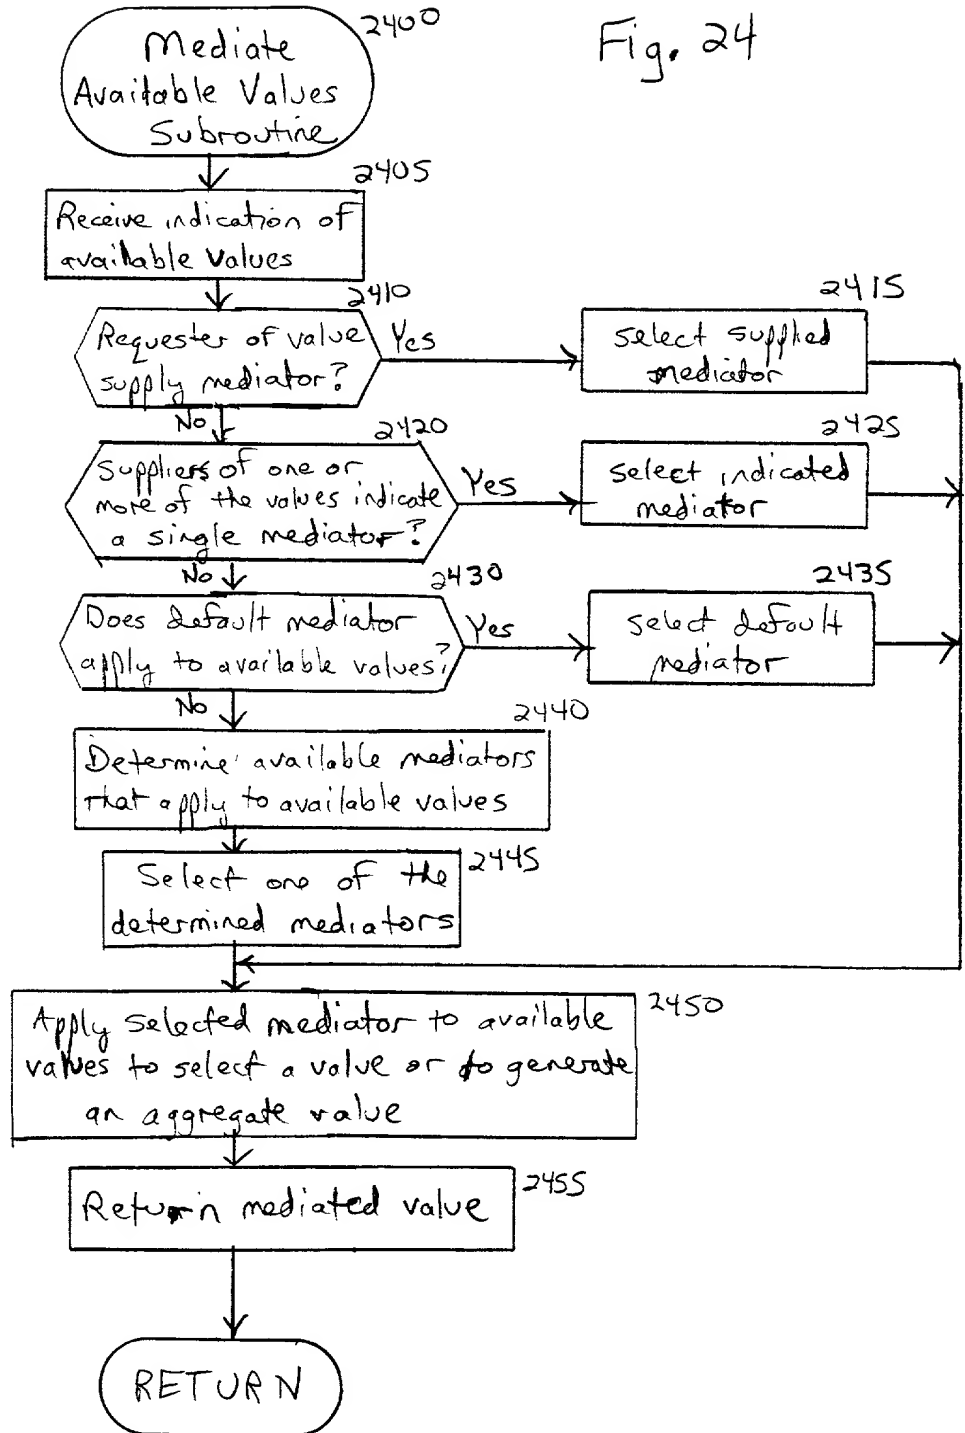 Fig. 24
2400
Mediate
Available Values
Subroutine
2405
Receive indication of
available values
2410
Requester of value
supply mediator?
Yes
2415
select supplied
mediator
No
2420
Suppliers of one or
more of the values indicate
a single mediator?
Yes
2425
select indicated
mediator
No
2430
Does default mediator
apply to available values?
Yes
2435
select default
mediator
No
2440
Determine available mediators
that apply to available values
2445
Select one of the
determined mediators
2450
Apply selected mediator to available
values to select a value or to generate
an aggregate value
2455
Return mediated value
RETURN